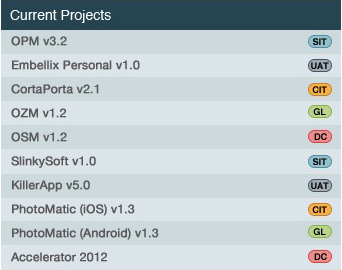 Current Projects
OPM v3.2 SIT
Embellix Personal v1.0 UAT
CortaPorta v2.1 CIT
OZM v1.2 GL
OSM v1.2 DC
SlinkySoft v1.0 SIT
KillerApp v5.0 UAT
PhotoMatic (iOS) v1.3 CIT
PhotoMatic (Android) v1.3 GL
Accelerator 2012 DC